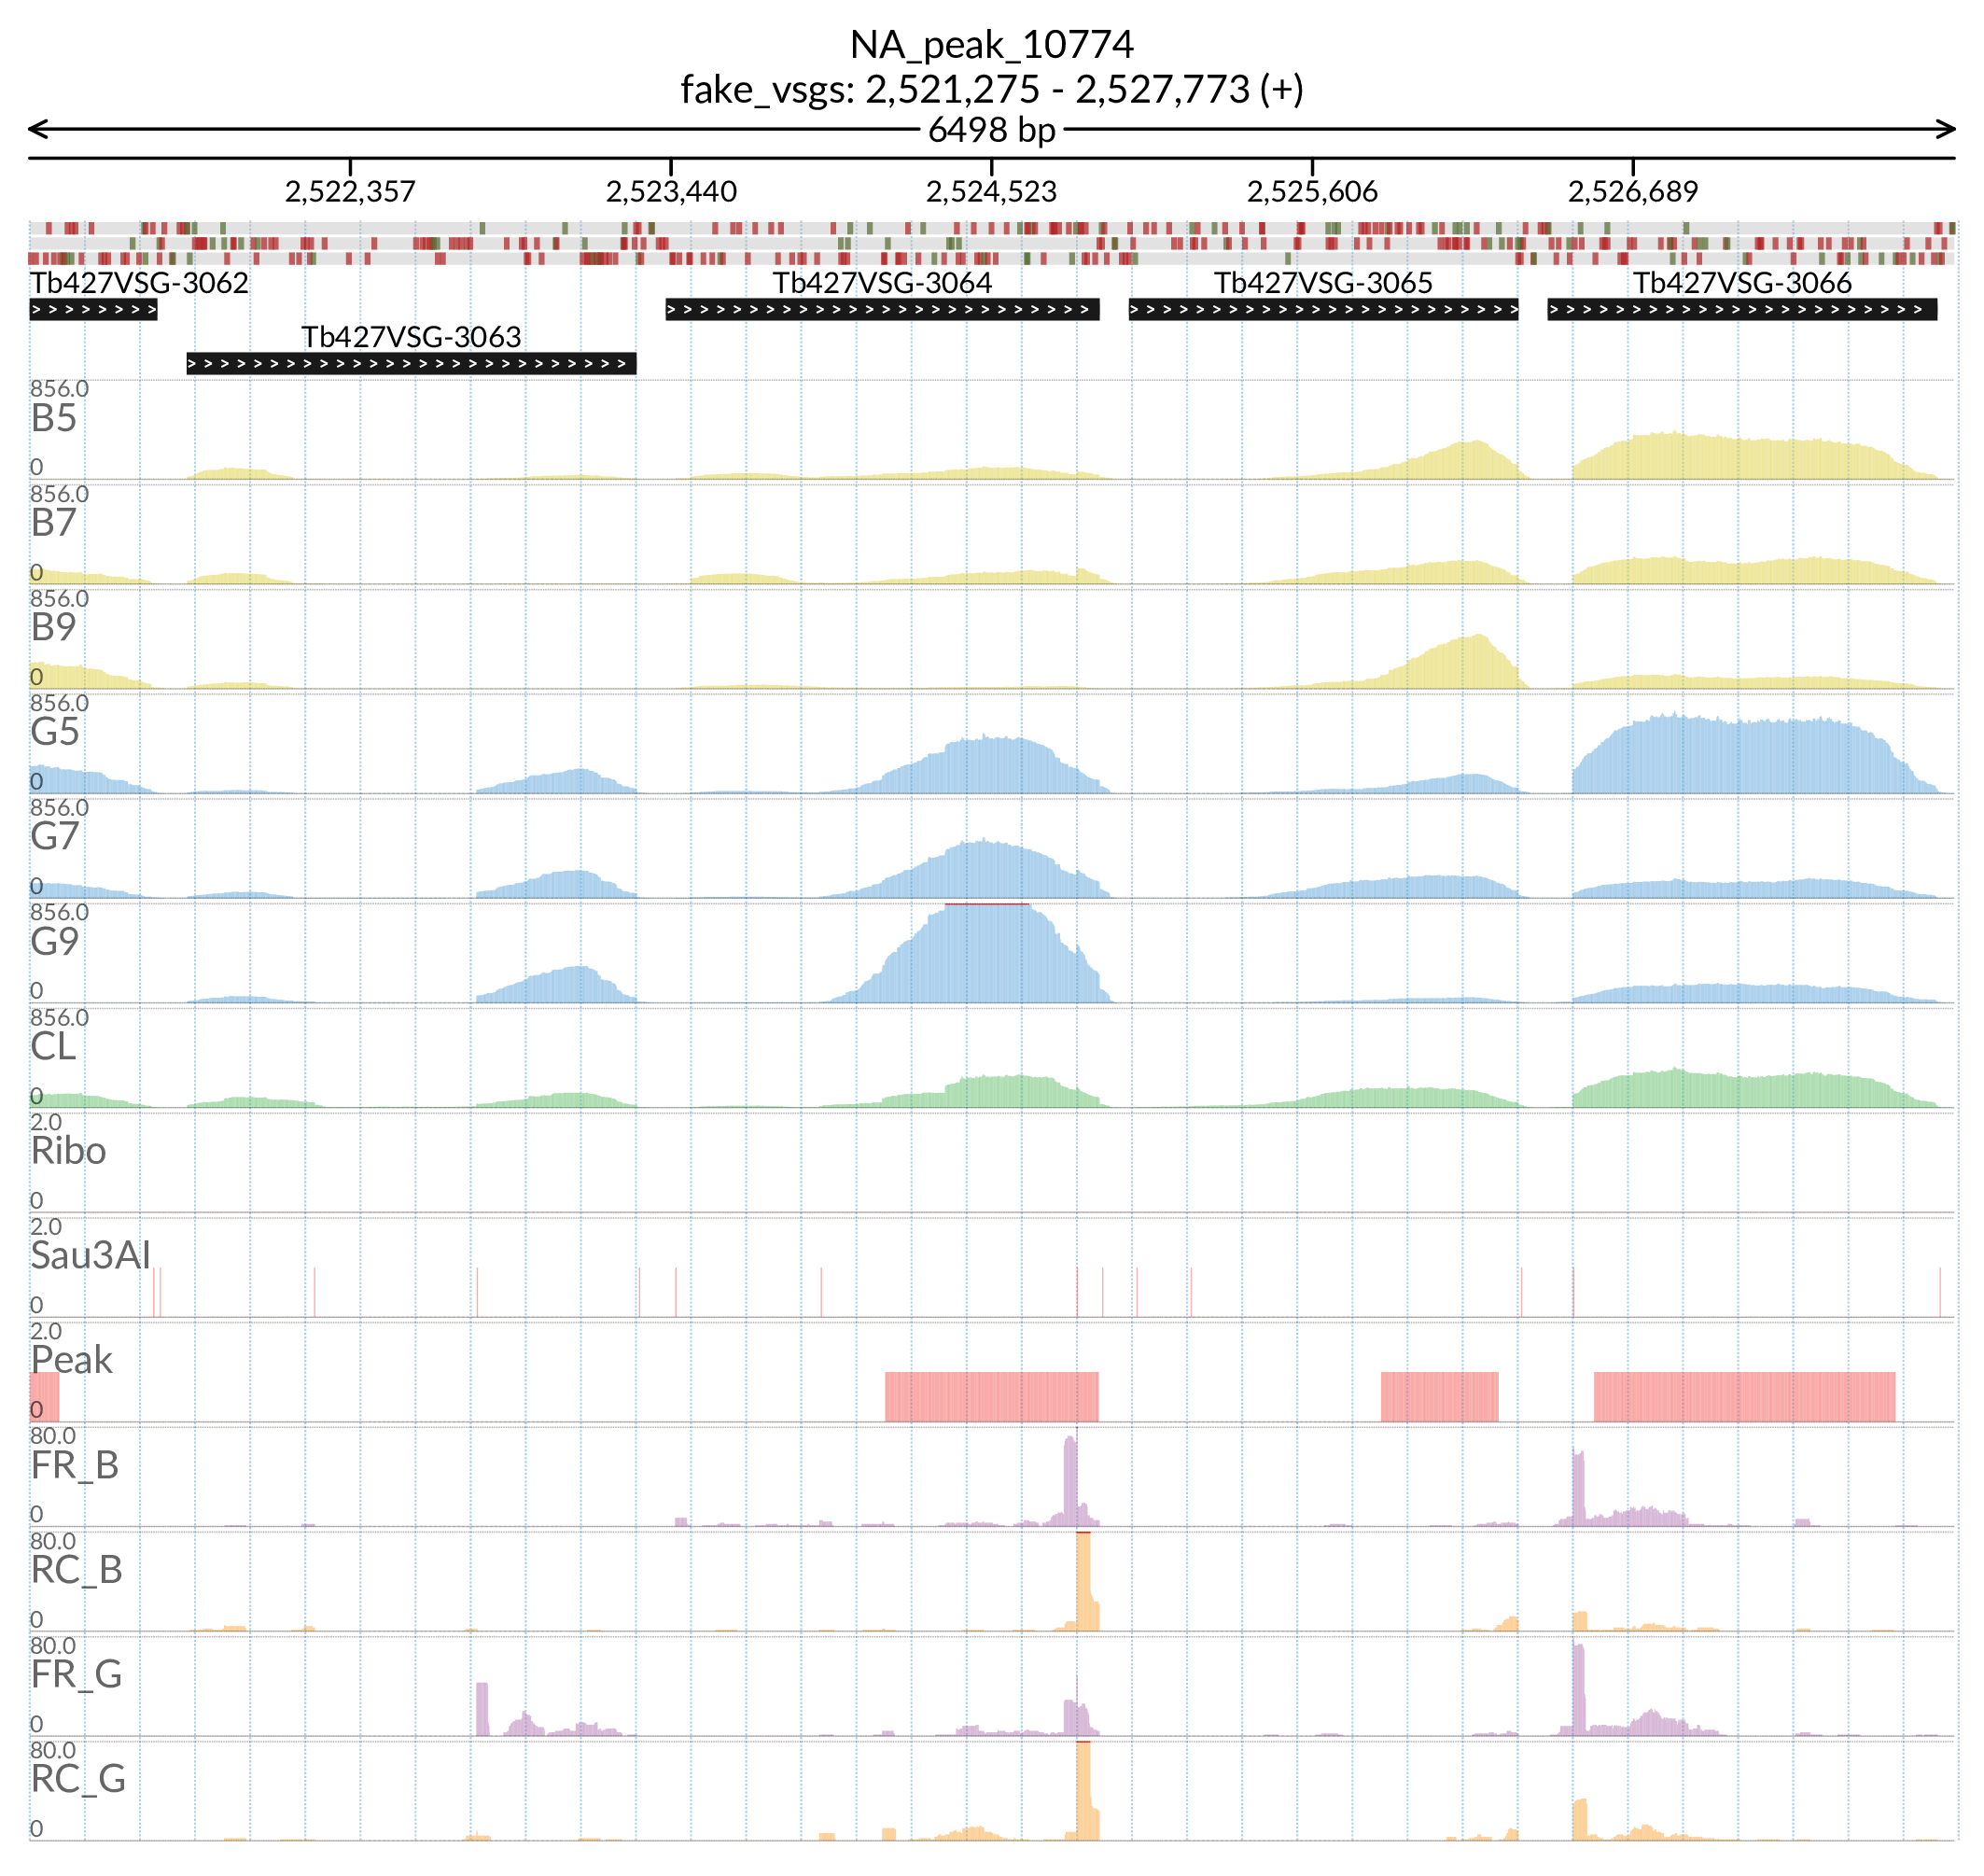 NA_peak_10774
fake_vsgs: 2,521,275 - 2,527,773 (+)
6498 bp
2,522,357 2,523,440 2,524,523 2,525,606 2,526,689
Tb427VSG-3062 Tb427VSG-3064 Tb427VSG-3065 Tb427VSG-3066
Tb427VSG-3063
856.0
B5
0
856.0
B7
0
856.0
B9
0
856.0
G5
0
856.0
G7
0
856.0
G9
0
856.0
CL
0
2.0
Ribo
0
2.0
Sau3AI
0
2.0
Peak
0
80.0
FR_B
0
80.0
RC_B
0
80.0
FR_G
0
80.0
RC_G
0